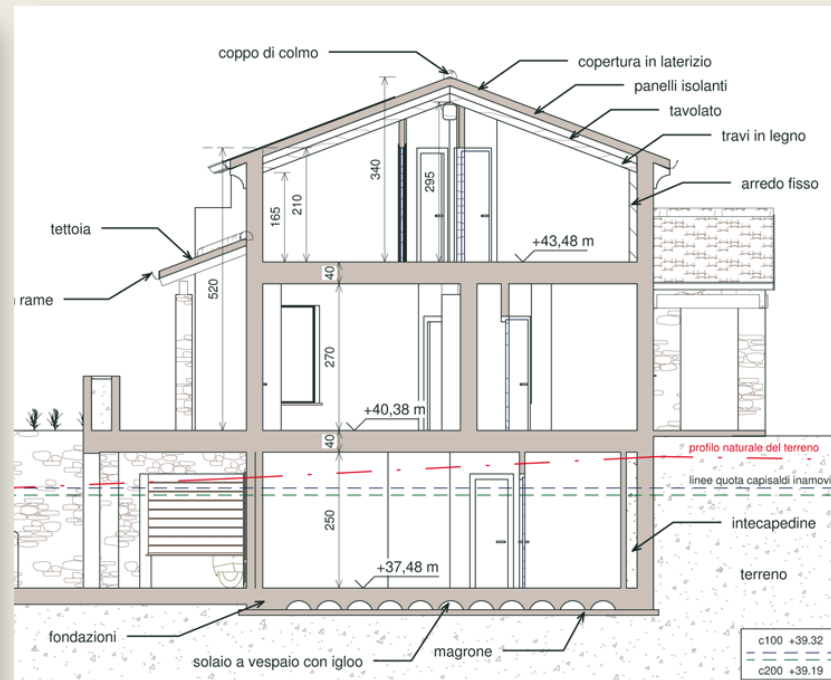 coppo di colmo
copertura in laterizio
panelli isolanti
tavolato
travi in legno
arredo fisso
340
295
210
165
tettoia
+43,48 m
rame
520
40
270
+40,38 m
40
profilo naturale del terreno
linee quota capisaldi inamovi
250
intecapedine
+37,48 m
terreno
fondazioni
solaio a vespaio con igloo
magrone
c100 +39.32
c200 +39.19